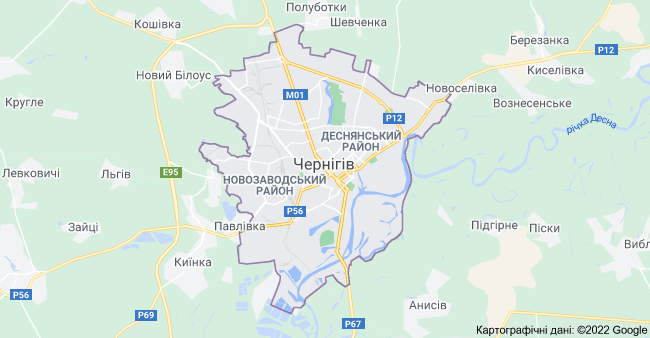 Полуботки
Шевченка
Кошівка
Березанка
P12
Киселівка
Новий Білоус
Новоселівка
M01
Вознесенське
Кругле
P12
річка Десна
ДЕСНЯНСЬКИЙ
РАЙОН
Чернігів
Левковичі
Льгів
E95
НОВОЗАВОДСЬКИЙ
РАЙОН
P56
Зайці
Павлівка
Підгірне
Піски
Вибл
Киїнка
P56
Анисів
P69
P67
Картографічні дані: ©2022 Google